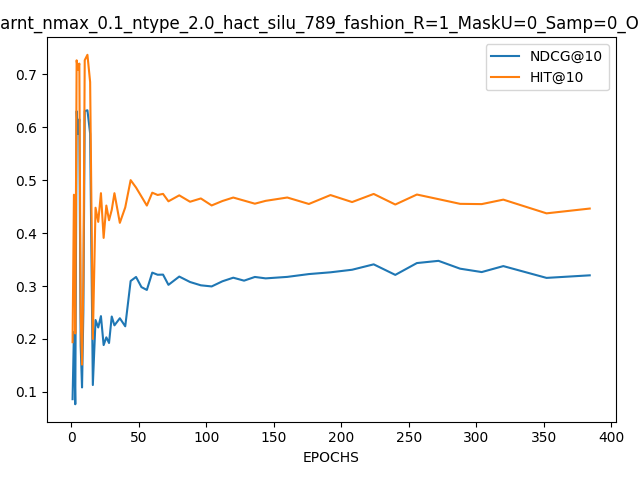 arnt_nmax_0.1_ntype_2.0_hact_silu_789_fashion_R=1_MaskU=0_Samp=0_O
NDCG@10
HIT@10
0.7
0.6
0.5
0.4
0.3
0.2
0.1
0 50 100 150 200 250 300 350 400
EPOCHS